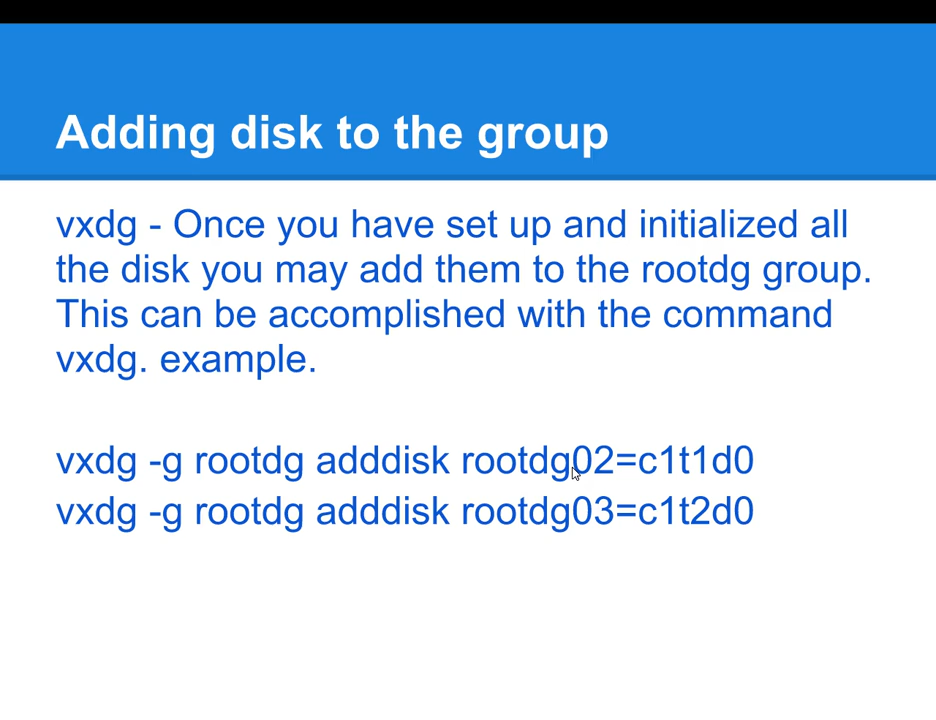 Adding disk to the group
vxdg - Once you have set up and initialized all
the disk you may add them to the rootdg group.
This can be accomplished with the command
vxdg. example.
vxdg -g rootdg adddisk rootdg02=c1t1d0
vxdg -g rootdg adddisk rootdg03=c1t2d0